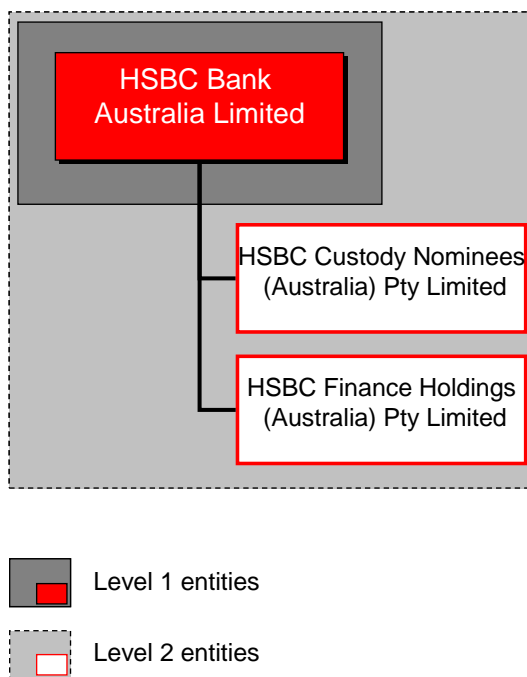 HSBC Bank
Australia Limited
HSBC Custody Nominees
(Australia) Pty Limited
HSBC Finance Holdings
(Australia) Pty Limited
Level 1 entities
Level 2 entities